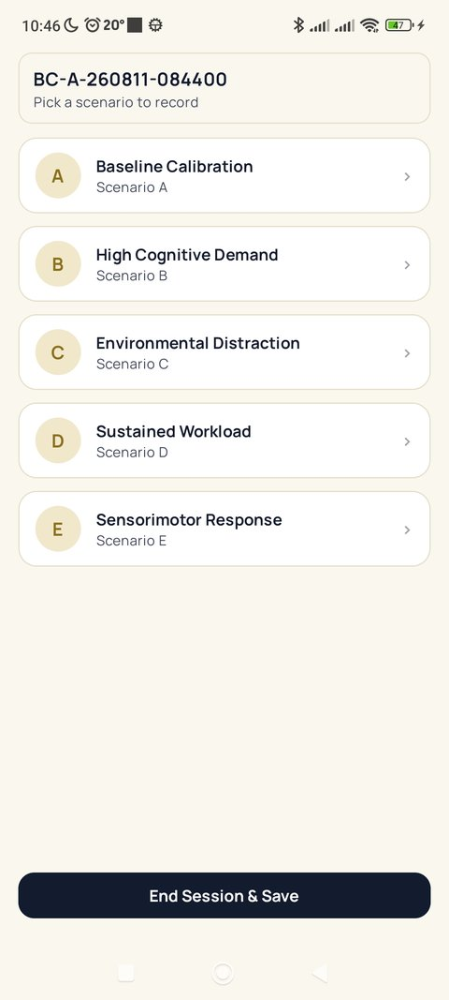 10:46 20°
47
BC-A-260811-084400
Pick a scenario to record
A
Baseline Calibration
Scenario A
B
High Cognitive Demand
Scenario B
C
Environmental Distraction
Scenario C
D
Sustained Workload
Scenario D
E
Sensorimotor Response
Scenario E
End Session & Save